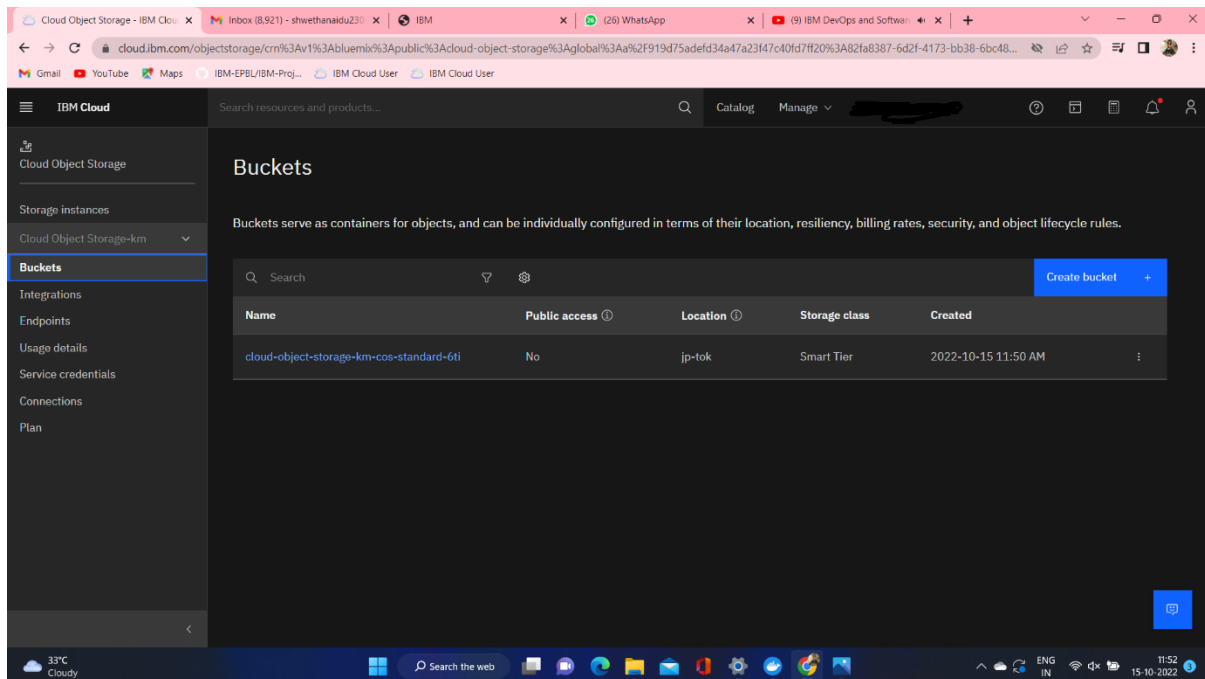 Cloud Object Storage - IBM Clou
Inbox (8,921) - shwethanaidu230
IBM
(26) WhatsApp
(9) IBM DevOps and Softwar
cloud.ibm.com/objectstorage/crn%3Av1%3Abluemix%3Apublic%3Acloud-object-storage%3Aglobal%3Aa%2F919d75adefd34a47a23f47c40fd7ff20%3A82fa8387-6d2f-4173-bb38-6bc48...
Gmail YouTube Maps IBM-EPBL/IBM-Proj... IBM Cloud User IBM Cloud User
IBM Cloud Search resources and products... Catalog Manage
Cloud Object Storage
Storage instances
Cloud Object Storage-km
Buckets
Integrations
Endpoints
Usage details
Service credentials
Connections
Plan
Buckets
Buckets serve as containers for objects, and can be individually configured in terms of their location, resiliency, billing rates, security, and object lifecycle rules.
Search Create bucket +
Name Public access Location Storage class Created
cloud-object-storage-km-cos-standard-6ti No jp-tok Smart Tier 2022-10-15 11:50 AM
33°C
Cloudy
Search the web
ENG
IN
11:52
15-10-2022
3